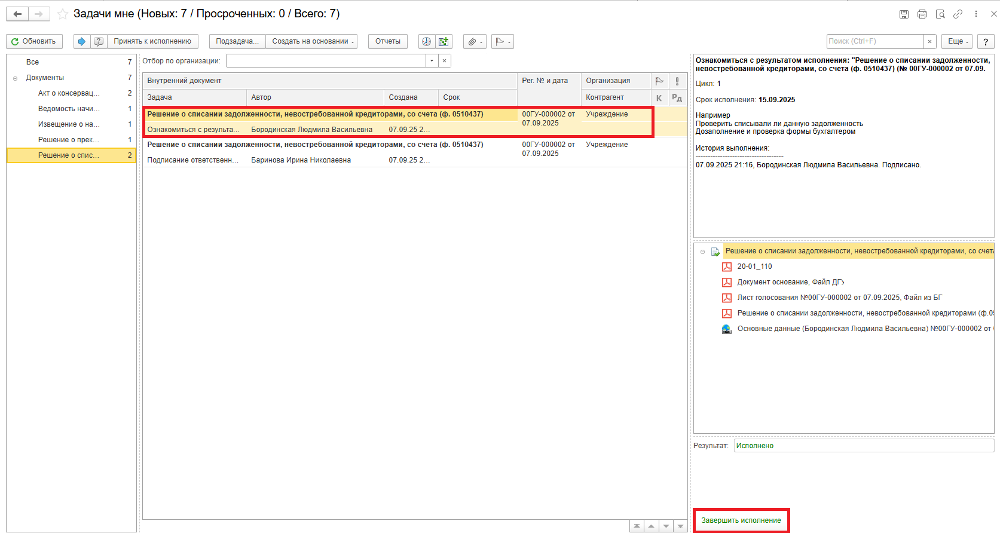 Задачи мне (Новых: 7 / Просроченных: 0 / Всего: 7)
Обновить
Принять к исполнению
Подзадача...
Создать на основании
Отчеты
Поиск (Ctrl+F)
×
Еще
?
Все 7
Документы 7
Акт о консервац... 2
Ведомость начи... 1
Извещение о на... 1
Решение о прек... 1
Решение о спис... 2
Отбор по организации:
Внутренний документ
Рег. № и дата
Организация
Задача
Автор
Создана
Срок
Контрагент
К
Рд
Решение о списании задолженности, невостребованной кредиторами, со счета (ф. 0510437)
00ГУ-000002 от 07.09.2025
Учреждение
Ознакомиться с результа...
Бородинская Людмила Васильевна
07.09.25 2...
Решение о списании задолженности, невостребованной кредиторами, со счета (ф. 0510437)
00ГУ-000002 от 07.09.2025
Учреждение
Подписание ответственн...
Баринова Ирина Николаевна
07.09.25 2...
Ознакомиться с результатом исполнения: "Решение о списании задолженности,
невостребованной кредиторами, со счета (ф. 0510437) (№ 00ГУ-000002 от 07.09.
Цикл: 1
Срок исполнения: 15.09.2025
Например
Проверить списывали ли данную задолженность
Дозаполнение и проверка формы бухгалтером
История выполнения:
------------------------------------
07.09.2025 21:16, Бородинская Людмила Васильевна. Подписано.
Решение о списании задолженности, невостребованной кредиторами, со счета
20-01_110
Документ основание, Файл ДГУ
Лист голосования №00ГУ-000002 от 07.09.2025, Файл из БГ
Решение о списании задолженности, невостребованной кредиторами (ф.05
Основные данные (Бородинская Людмила Васильевна) №00ГУ-000002 от
Результат: Исполнено
Завершить исполнение